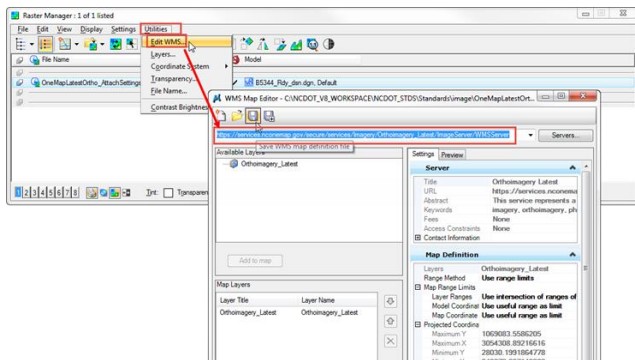 Raster Manager : 1 of 1 listed
File Edit View Display Settings Utilities
Edit WMS...
Layers...
Coordinate System
Transparency...
File Name...
Contrast Brightness
File Name
Model
OneMapLatestOrtho_AttachSettings
B5344_Rdy_dan.dgn, Default
WMS Map Editor - C:\NCDOT_V8_WORKSPACE\NCDOT_STDS\Standards\image\OneMapLatestOrt...
https://services.nconemap.gov/secure/services/Imagery/Orthoimagery_Latest/ImageServer/WMSServer
Servers...
Save WMS map definition file
Available Layers
Orthoimagery_Latest
Add to map
Map Layers
Layer Title Layer Name
Orthoimagery_Latest Orthoimagery_Latest
Settings Preview
Server
Title Orthoimagery Latest
URL https://services.nconema
Abstract This service represents a
Keywords imagery, orthoimagery, ph
Fees None
Access Constraints None
Contact Information
Map Definition
Layers Orthoimagery_Latest
Range Method Use range limits
Map Range Limits
Layer Ranges Use intersection of ranges of
Model Coordinat Use useful range as limit
Map Coordinate Use useful range as limit
Projected Coordina
Maximum Y 1069083.5586205
Maximum X 3054308.89216616
Minimum Y 28030.1991864778
1 2 3 4 5 6 7 8
Tint: Transparen